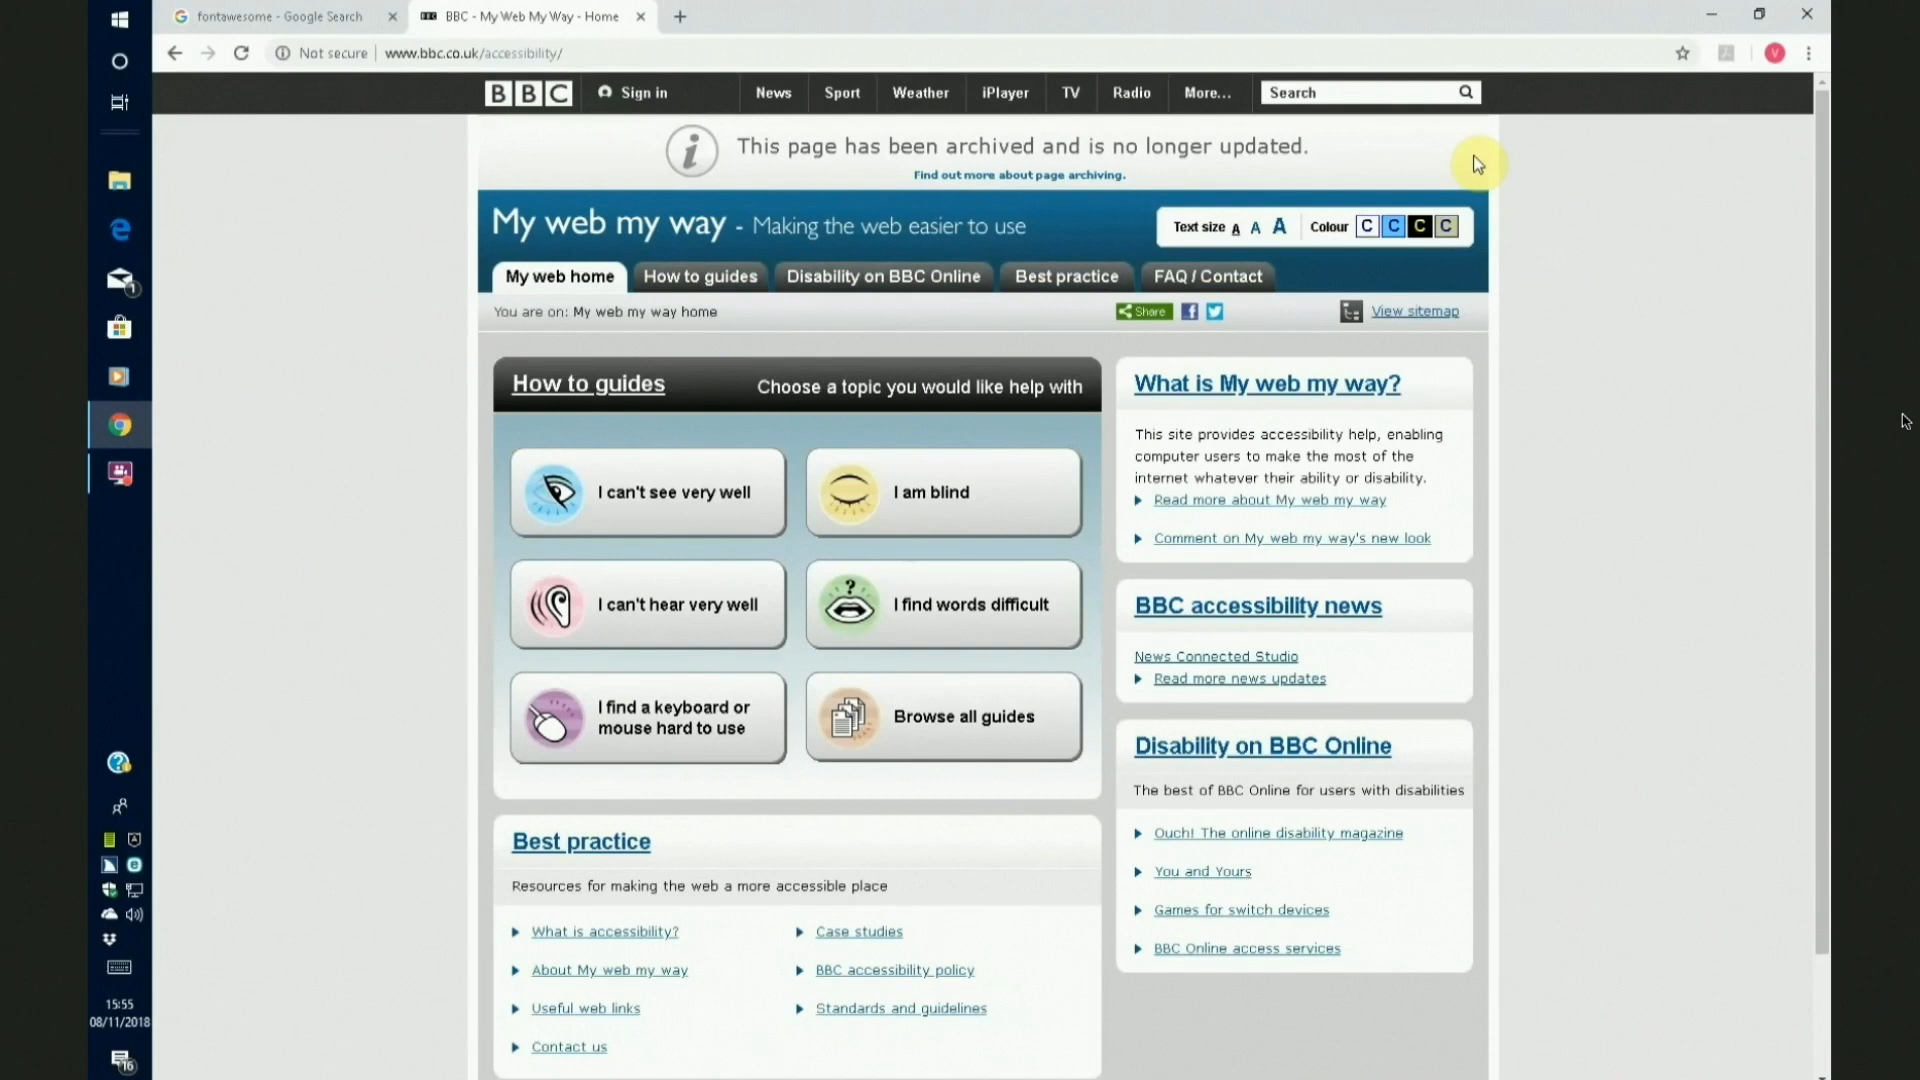 fontawesome - Google Search
BBC - My Web My Way - Home
Not secure
www.bbc.co.uk/accessibility/
BBC
Sign in
News
Sport
Weather
iPlayer
TV
Radio
More...
Search
i
This page has been archived and is no longer updated.
Find out more about page archiving.
My web my way - Making the web easier to use
Text size A A A
Colour C C C C
My web home
How to guides
Disability on BBC Online
Best practice
FAQ / Contact
You are on: My web my way home
Share
View sitemap
How to guides
Choose a topic you would like help with
I can't see very well
I am blind
I can't hear very well
I find words difficult
I find a keyboard or
mouse hard to use
Browse all guides
Best practice
Resources for making the web a more accessible place
What is accessibility?
Case studies
About My web my way
BBC accessibility policy
Useful web links
Standards and guidelines
Contact us
What is My web my way?
This site provides accessibility help, enabling
computer users to make the most of the
internet whatever their ability or disability.
Read more about My web my way
Comment on My web my way's new look
BBC accessibility news
News Connected Studio
Read more news updates
Disability on BBC Online
The best of BBC Online for users with disabilities
Ouch! The online disability magazine
You and Yours
Games for switch devices
BBC Online access services
15:55
08/11/2018
16